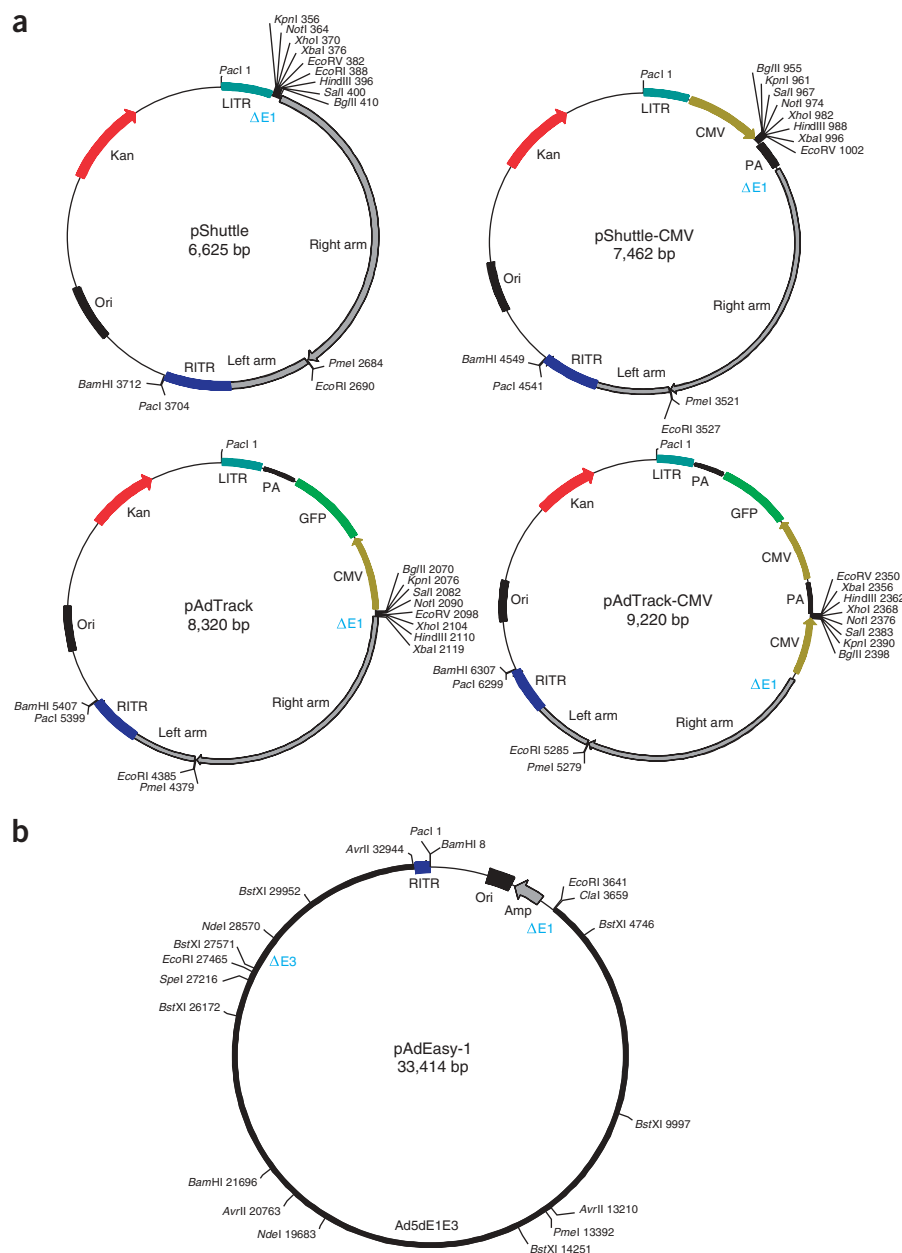 a
KpnI 356
NotI 364
XhoI 370
XbaI 376
EcoRV 382
EcoRI 388
HindIII 396
SalI 400
BglII 410
PacI 1
LITR
ΔE1
Kan
pShuttle
6,625 bp
Right arm
Ori
Left arm
RITR
PmeI 2684
EcoRI 2690
BamHI 3712
PacI 3704
BglII 955
KpnI 961
SalI 967
NotI 974
XhoI 982
HindIII 988
XbaI 996
EcoRV 1002
PacI 1
LITR
CMV
PA
ΔE1
Kan
pShuttle-CMV
7,462 bp
Right arm
Ori
BamHI 4549
PacI 4541
RITR
Left arm
PmeI 3521
EcoRI 3527
PacI 1
LITR
PA
GFP
Kan
CMV
BglII 2070
KpnI 2076
SalI 2082
NotI 2090
EcoRV 2098
XhoI 2104
HindIII 2110
XbaI 2119
pAdTrack
8,320 bp
ΔE1
Ori
Right arm
BamHI 5407
PacI 5399
RITR
Left arm
EcoRI 4385
PmeI 4379
PacI 1
LITR
PA
GFP
Kan
CMV
EcoRV 2350
XbaI 2356
HindIII 2362
XhoI 2368
NotI 2376
SalI 2383
KpnI 2390
BglII 2398
PA
pAdTrack-CMV
9,220 bp
Ori
CMV
ΔE1
BamHI 6307
PacI 6299
RITR
Left arm
Right arm
EcoRI 5285
PmeI 5279
b
PacI 1
BamHI 8
AvrII 32944
RITR
Ori
Amp
EcoRI 3641
ClaI 3659
ΔE1
BstXI 4746
BstXI 29952
NdeI 28570
BstXI 27571
EcoRI 27465
ΔE3
SpeI 27216
BstXI 26172
pAdEasy-1
33,414 bp
BstXI 9997
BamHI 21696
AvrII 20763
NdeI 19683
Ad5dE1E3
AvrII 13210
PmeI 13392
BstXI 14251